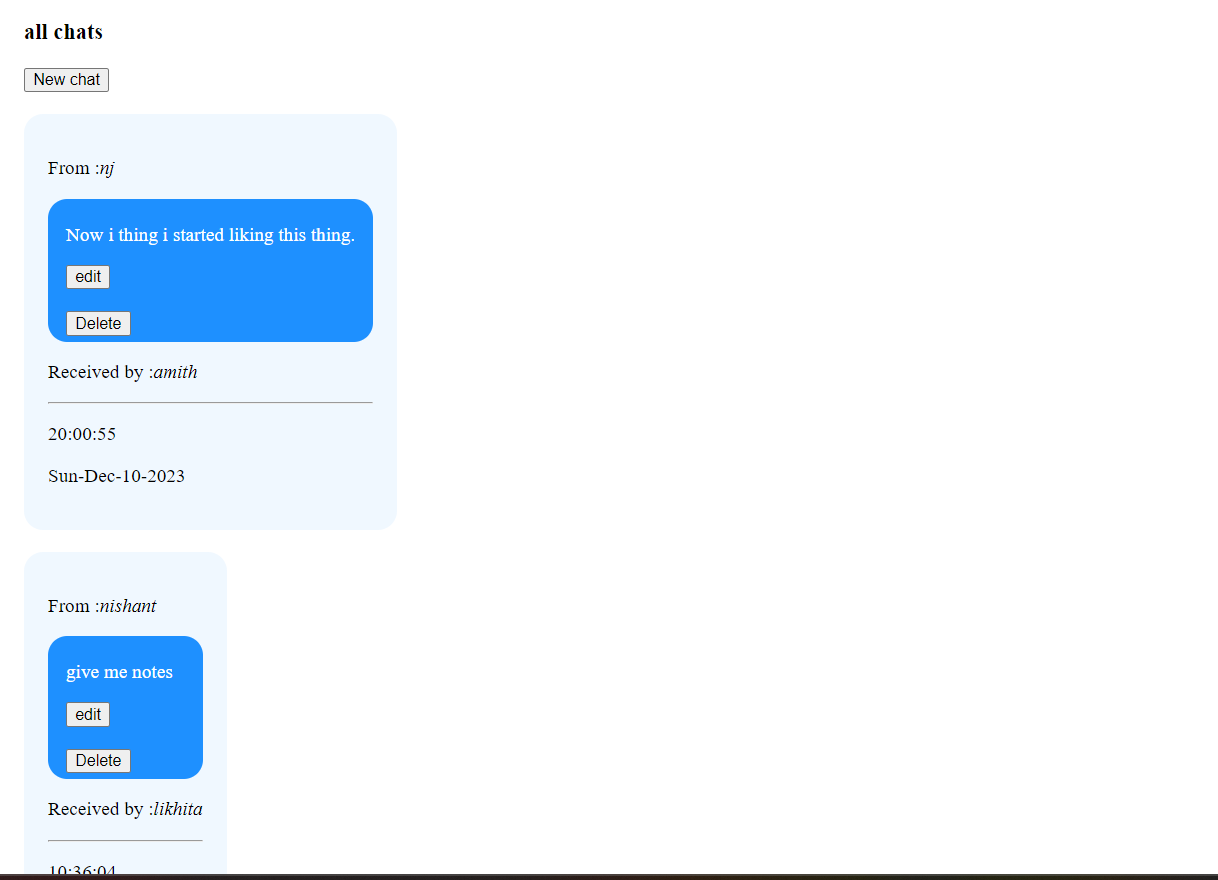 all chats
New chat
From :nj
Now i thing i started liking this thing.
edit
Delete
Received by :amith
20:00:55
Sun-Dec-10-2023
From :nishant
give me notes
edit
Delete
Received by :likhita
10:36:04